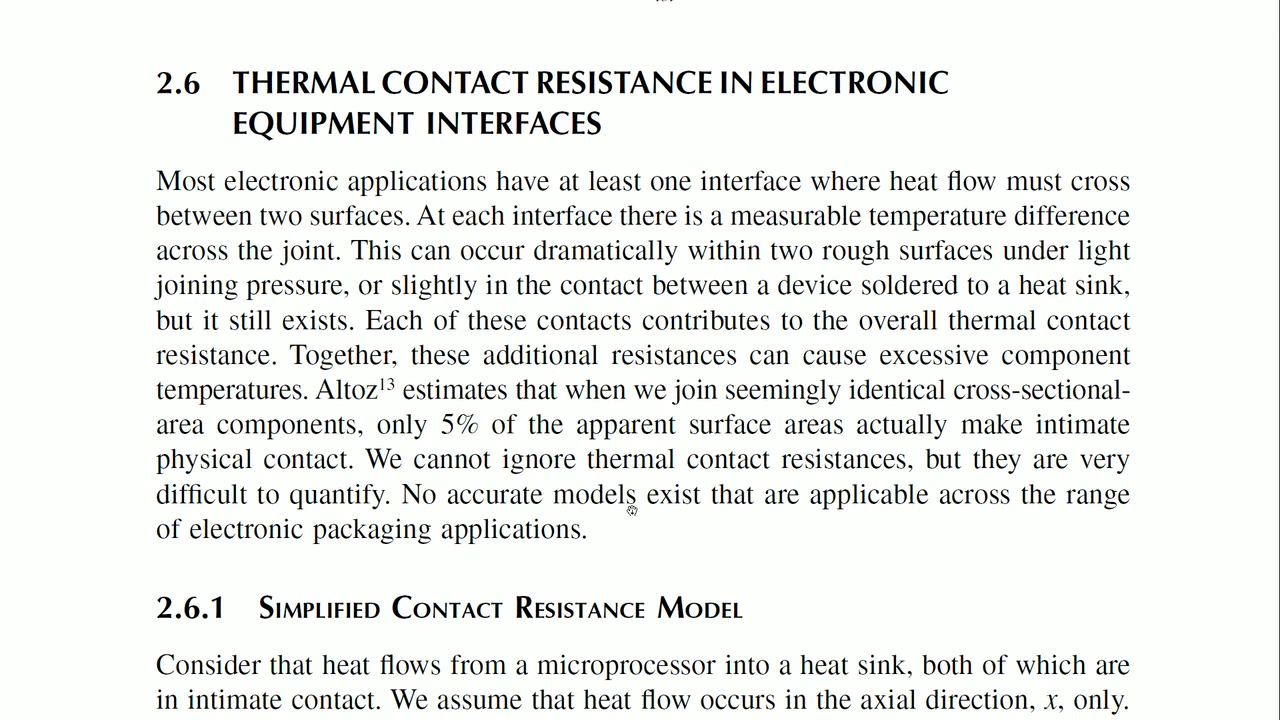 2.6 THERMAL CONTACT RESISTANCE IN ELECTRONIC
EQUIPMENT INTERFACES
Most electronic applications have at least one interface where heat flow must cross
between two surfaces. At each interface there is a measurable temperature difference
across the joint. This can occur dramatically within two rough surfaces under light
joining pressure, or slightly in the contact between a device soldered to a heat sink,
but it still exists. Each of these contacts contributes to the overall thermal contact
resistance. Together, these additional resistances can cause excessive component
temperatures. Altoz¹³ estimates that when we join seemingly identical cross-sectional-
area components, only 5% of the apparent surface areas actually make intimate
physical contact. We cannot ignore thermal contact resistances, but they are very
difficult to quantify. No accurate models exist that are applicable across the range
of electronic packaging applications.
2.6.1 SIMPLIFIED CONTACT RESISTANCE MODEL
Consider that heat flows from a microprocessor into a heat sink, both of which are
in intimate contact. We assume that heat flow occurs in the axial direction, x, only.